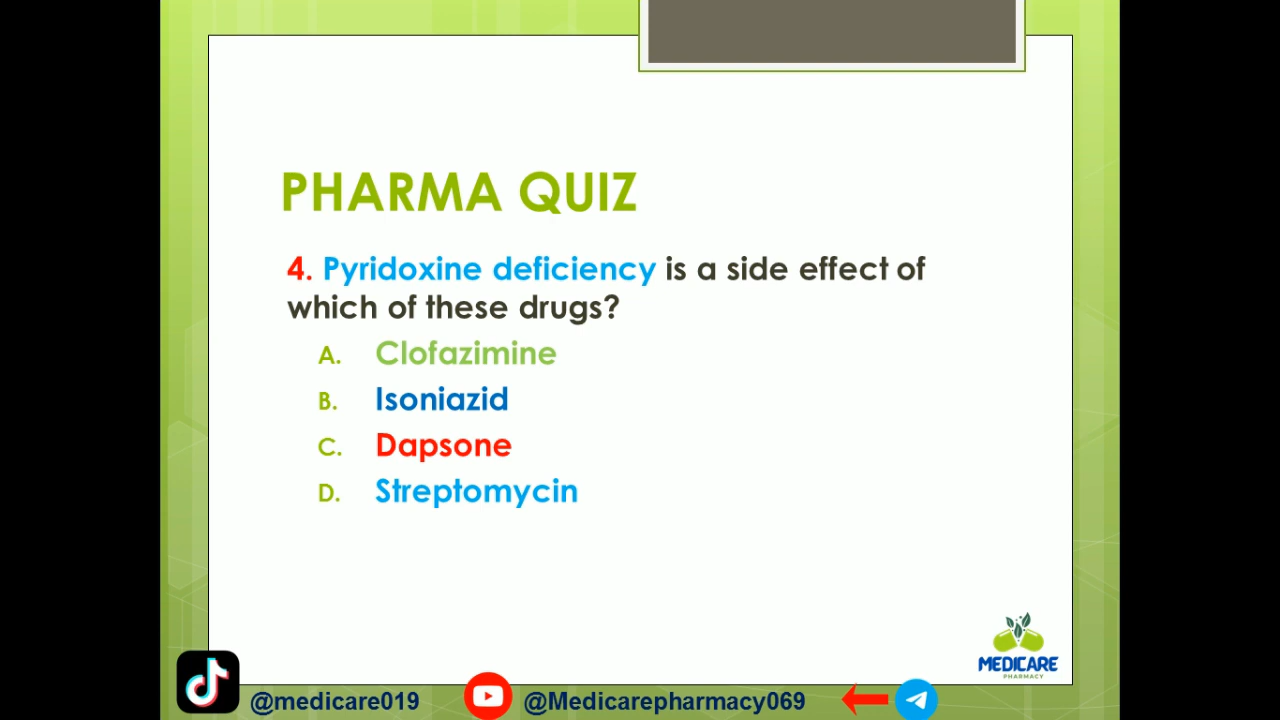 PHARMA QUIZ
4. Pyridoxine deficiency is a side effect of
which of these drugs?
A. Clofazimine
B. Isoniazid
C. Dapsone
D. Streptomycin
MEDICARE
PHARMACY
@medicare019 @Medicarepharmacy069